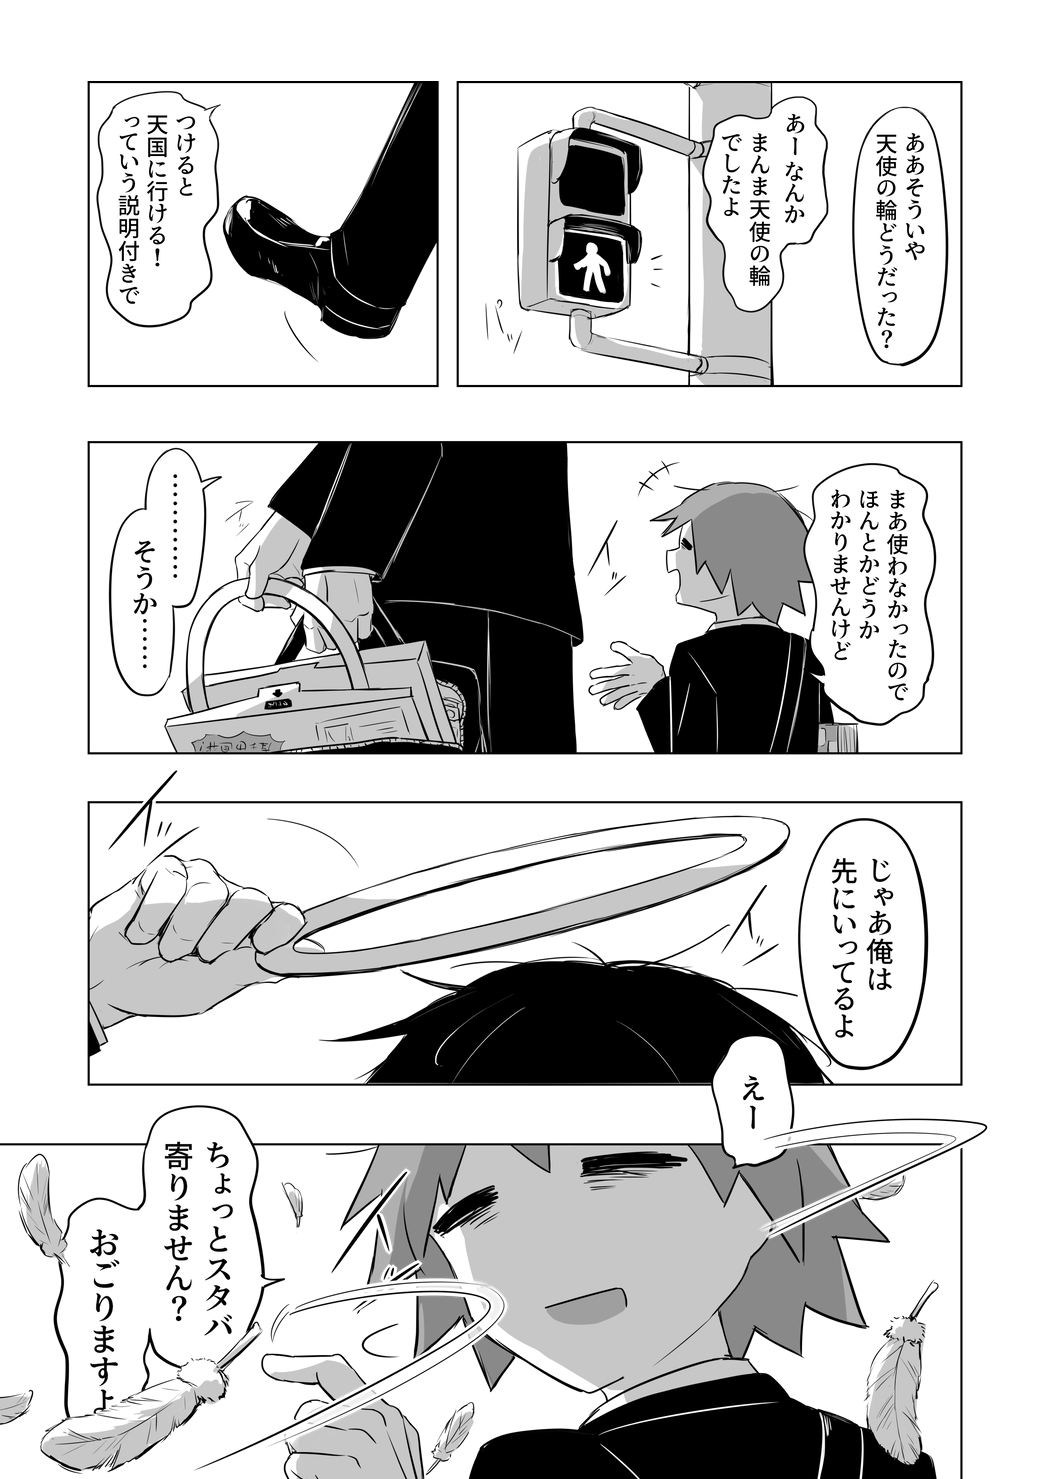 ああそういや
天使の輪どうだった？
あーなんか
まんま天使の輪
でしたよ
パッ
つけると
天国に行ける！
っていう説明付きで
まあ使わなかったので
ほんとかどうか
わかりませんけど
…………
そうか……
じゃあ俺は
先にいってるよ
えー
ちょっとスタバ
寄りません？
おごりますよ